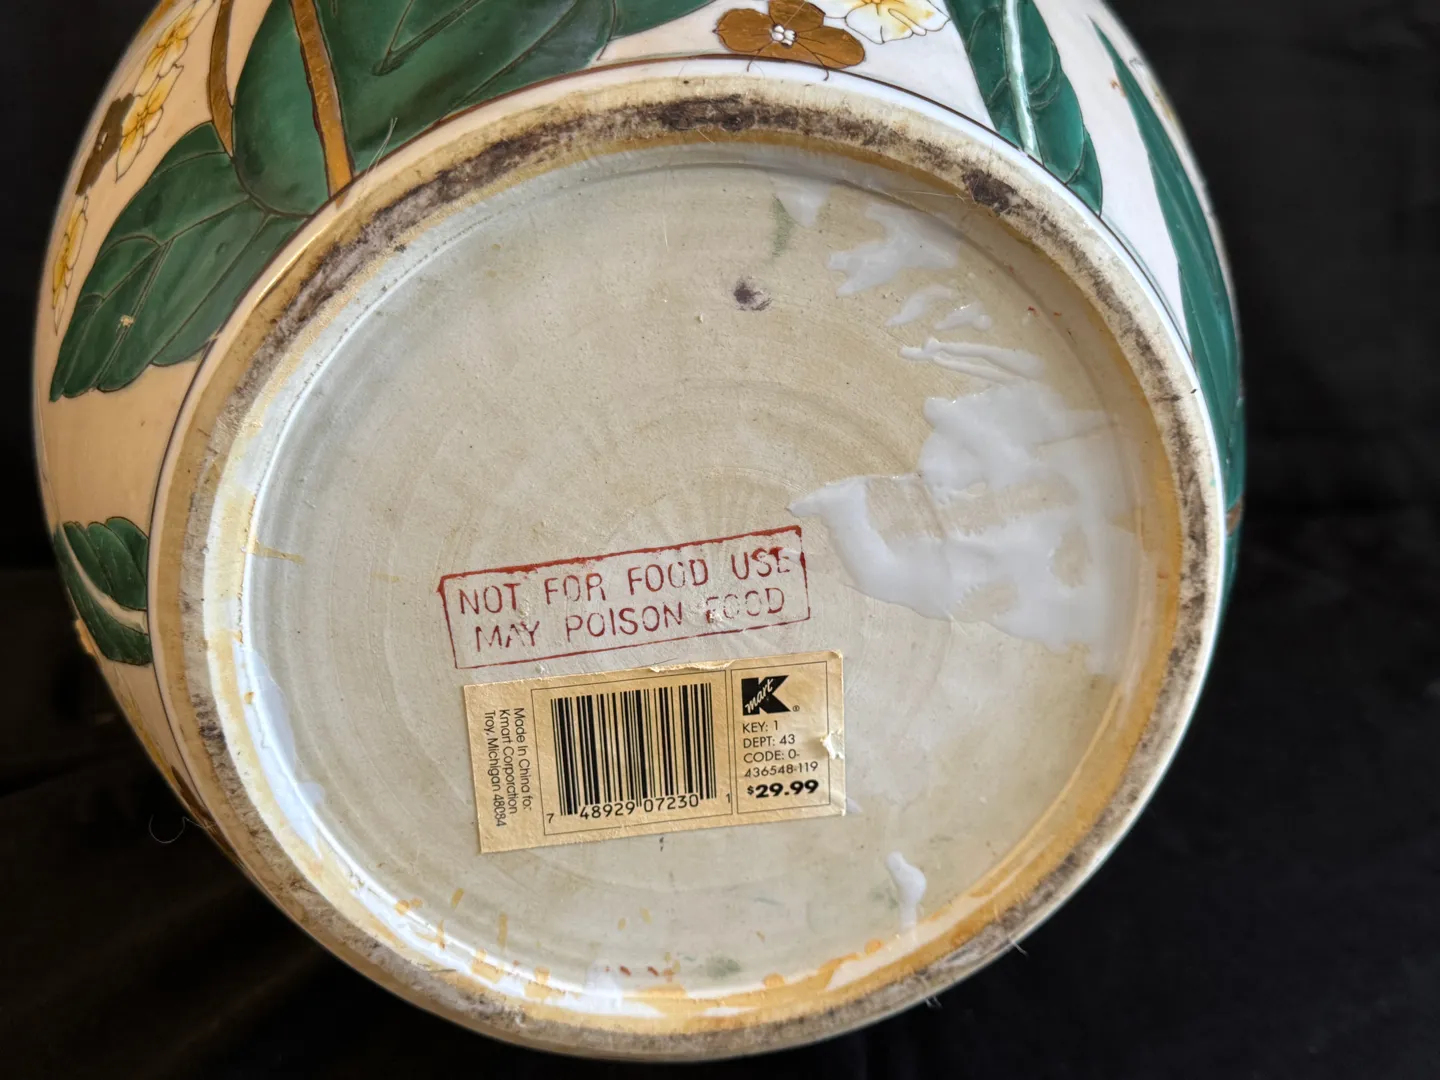 NOT FOR FOOD USE
MAY POISON FOOD
Made in China for:
Kmart Corporation
Troy, Michigan 48084
7 48929 07230 1
K mart ®
KEY: 1
DEPT: 43
CODE: 0-
436548-119
$29.99